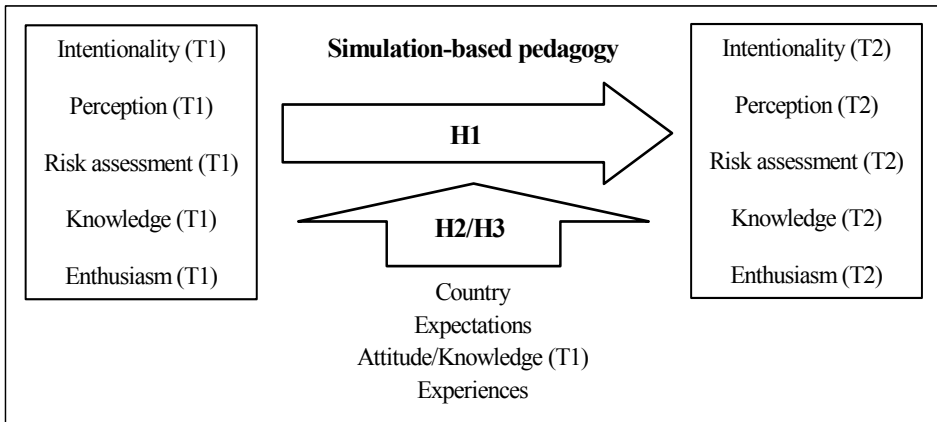 Intentionality (T1)
Perception (T1)
Risk assessment (T1)
Knowledge (T1)
Enthusiasm (T1)
Simulation-based pedagogy
H1
H2/H3
Country
Expectations
Attitude/Knowledge (T1)
Experiences
Intentionality (T2)
Perception (T2)
Risk assessment (T2)
Knowledge (T2)
Enthusiasm (T2)